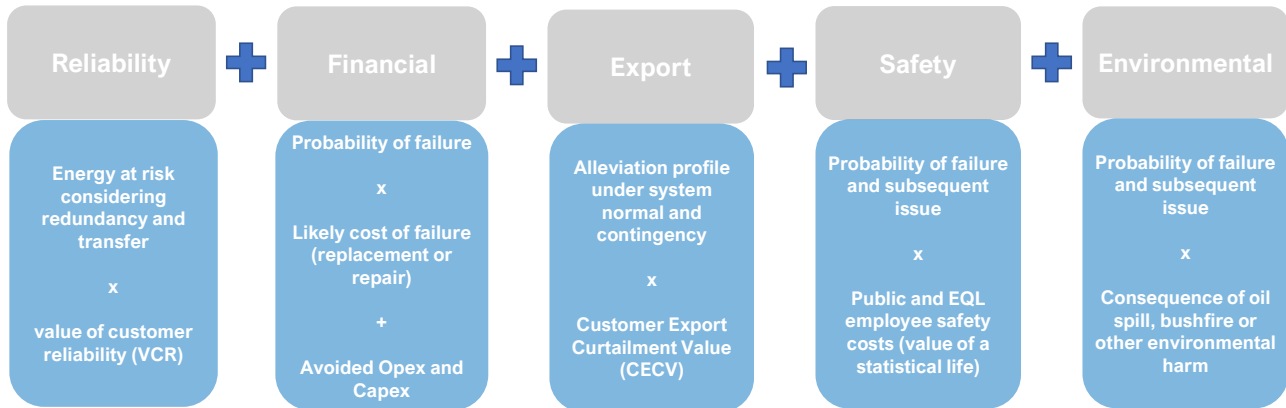 Reliability
Energy at risk
considering
redundancy and
transfer
x
value of customer
reliability (VCR)
Financial
Probability of failure
x
Likely cost of failure
(replacement or
repair)
+
Avoided Opex and
Capex
Export
Alleviation profile
under system
normal and
contingency
x
Customer Export
Curtailment Value
(CECV)
Safety
Probability of failure
and subsequent
issue
x
Public and EQL
employee safety
costs (value of a
statistical life)
Environmental
Probability of failure
and subsequent
issue
x
Consequence of oil
spill, bushfire or
other environmental
harm